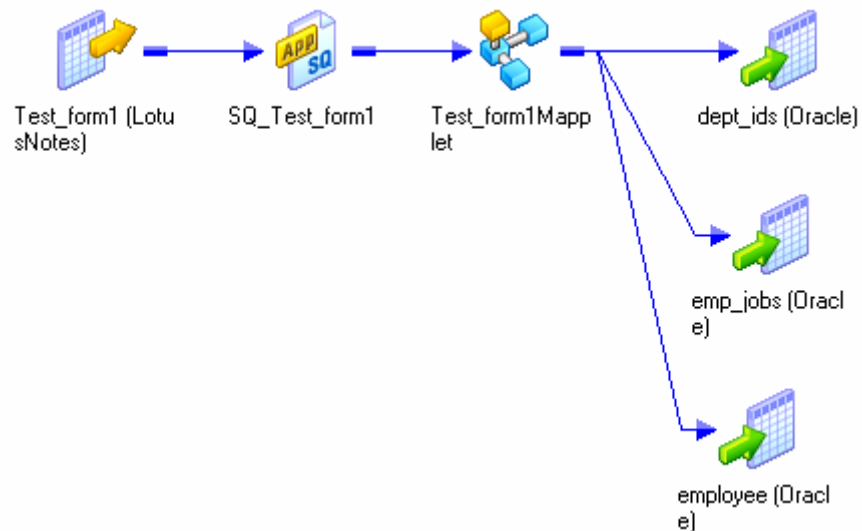 APP
SQ
Test_form1 (Lotu
sNotes)
SQ_Test_form1
Test_form1Mapp
let
dept_ids (Oracle)
emp_jobs (Oracl
e)
employee (Oracl
e)